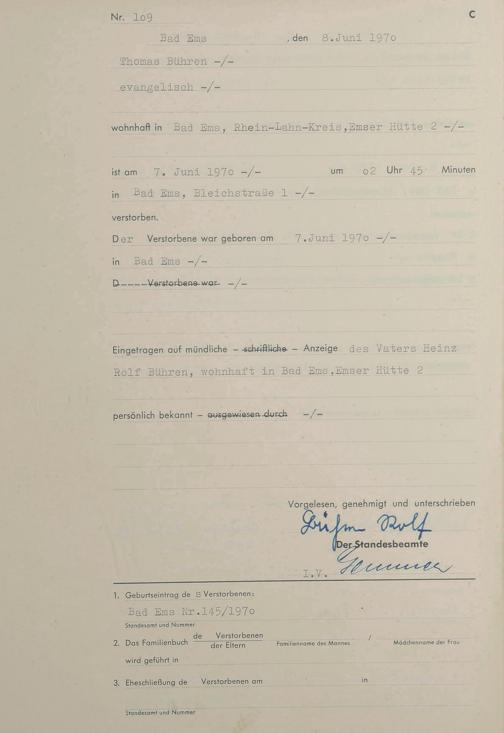 Nr. 1o9
C
Bad Ems , den 8.Juni 197o
Thomas Bühren -/-
evangelisch -/-
wohnhaft in Bad Ems, Rhein-Lahn-Kreis,Emser Hütte 2 -/-
ist am 7. Juni 197o -/- um o2 Uhr 45 Minuten
in Bad Ems, Bleichstraße 1 -/-
verstorben.
Der Verstorbene war geboren am 7.Juni 197o -/-
in Bad Ems -/-
D----Verstorbene war -/-
Eingetragen auf mündliche – schriftliche – Anzeige des Vaters Heinz
Rolf Bühren, wohnhaft in Bad Ems,Emser Hütte 2
persönlich bekannt – ausgewiesen durch -/-
Vorgelesen, genehmigt und unterschrieben
Rolf
Der Standesbeamte
I.V.
1. Geburtseintrag de s Verstorbenen:
Bad Ems Nr.145/197o
Standesamt und Nummer
2. Das Familienbuch de Verstorbenen / der Eltern
Familienname des Mannes / Mädchenname der Frau
wird geführt in
3. Eheschließung de Verstorbenen am in
Standesamt und Nummer